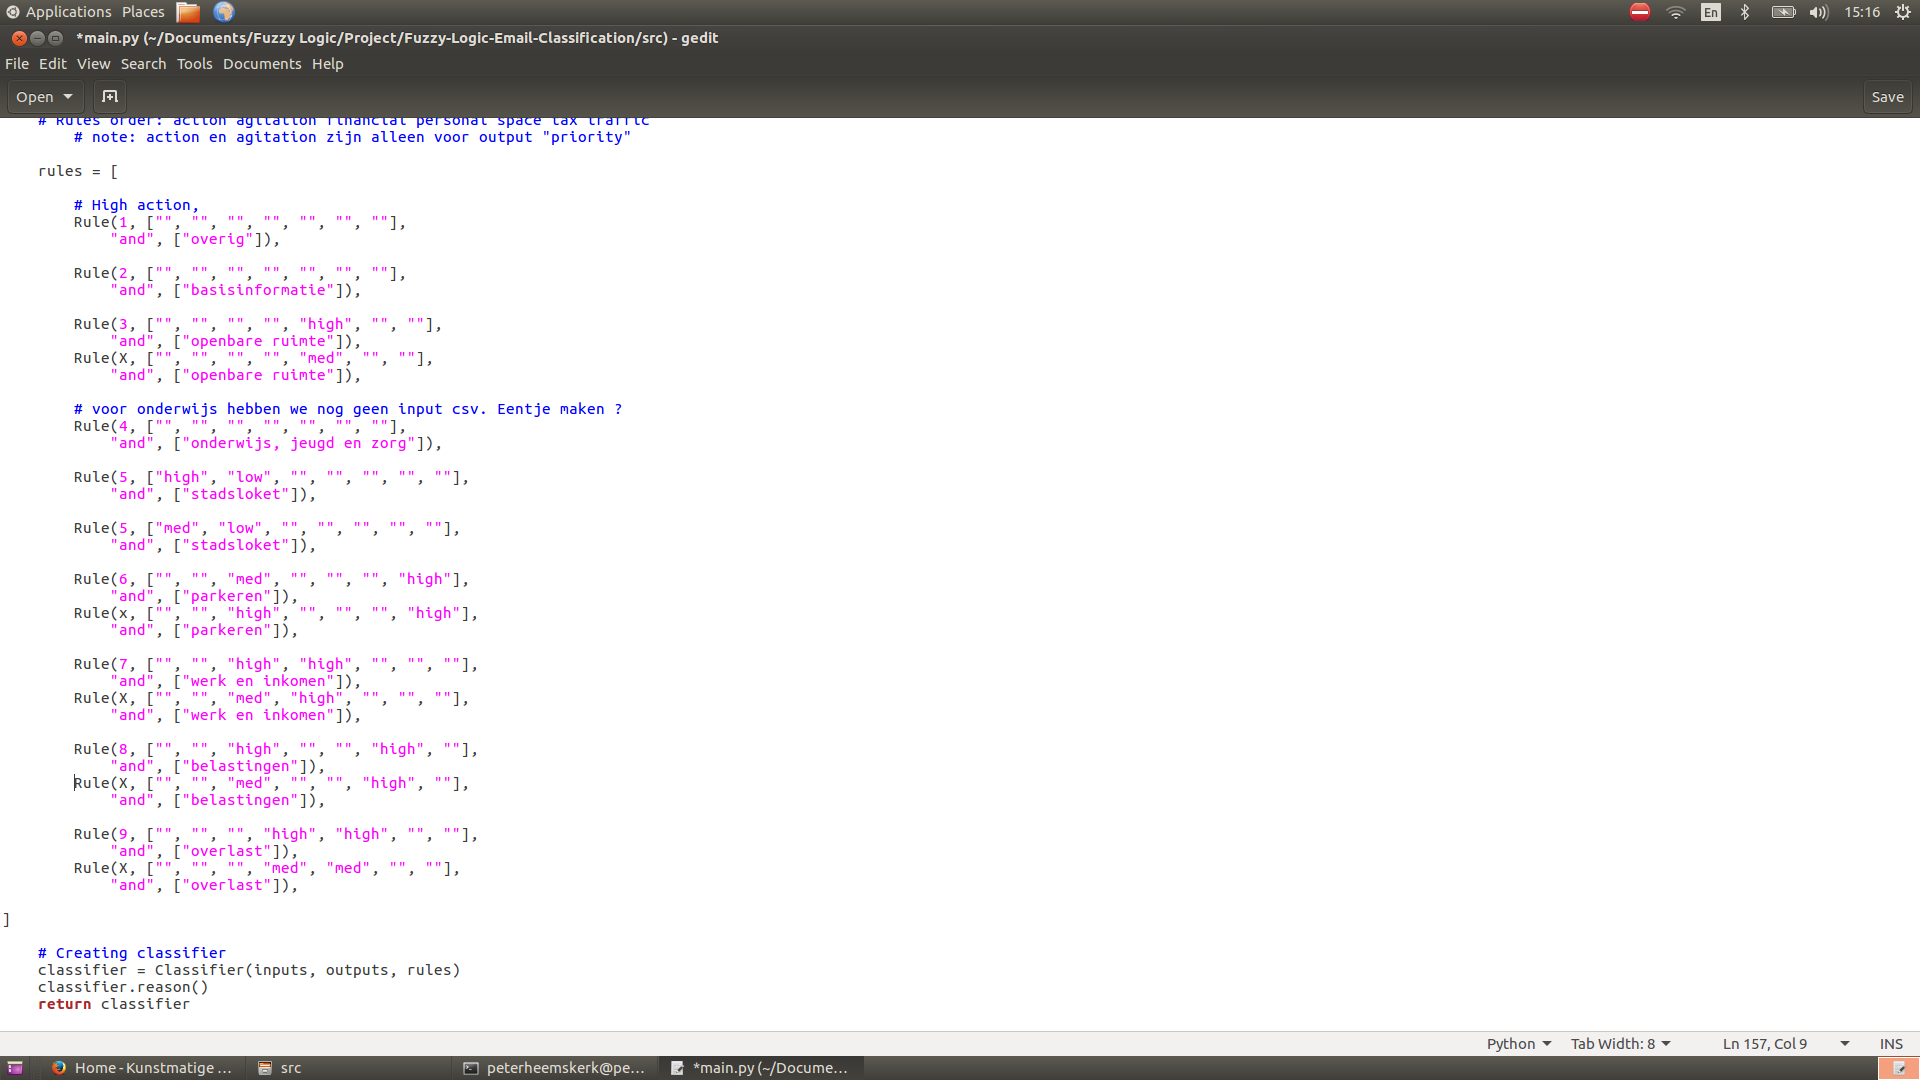 Applications Places En 15:16
*main.py (~/Documents/Fuzzy Logic/Project/Fuzzy-Logic-Email-Classification/src) - gedit
File Edit View Search Tools Documents Help
Open Save
# Rules order: action agitation financial personal space tax traffic
# note: action en agitation zijn alleen voor output "priority"
rules = [
# High action,
Rule(1, ["", "", "", "", "", "", ""],
"and", ["overig"]),
Rule(2, ["", "", "", "", "", "", ""],
"and", ["basisinformatie"]),
Rule(3, ["", "", "", "", "high", "", ""],
"and", ["openbare ruimte"]),
Rule(X, ["", "", "", "", "med", "", ""],
"and", ["openbare ruimte"]),
# voor onderwijs hebben we nog geen input csv. Eentje maken ?
Rule(4, ["", "", "", "", "", "", ""],
"and", ["onderwijs, jeugd en zorg"]),
Rule(5, ["high", "low", "", "", "", "", ""],
"and", ["stadsloket"]),
Rule(5, ["med", "low", "", "", "", "", ""],
"and", ["stadsloket"]),
Rule(6, ["", "", "med", "", "", "", "high"],
"and", ["parkeren"]),
Rule(x, ["", "", "high", "", "", "", "high"],
"and", ["parkeren"]),
Rule(7, ["", "", "high", "high", "", "", ""],
"and", ["werk en inkomen"]),
Rule(X, ["", "", "med", "high", "", "", ""],
"and", ["werk en inkomen"]),
Rule(8, ["", "", "high", "", "", "high", ""],
"and", ["belastingen"]),
Rule(X, ["", "", "med", "", "", "high", ""],
"and", ["belastingen"]),
Rule(9, ["", "", "", "high", "high", "", ""],
"and", ["overlast"]),
Rule(X, ["", "", "", "med", "med", "", ""],
"and", ["overlast"]),
]
# Creating classifier
classifier = Classifier(inputs, outputs, rules)
classifier.reason()
return classifier
Python Tab Width: 8 Ln 157, Col 9 INS
Home - Kunstmatige ... src peterheemskerk@pe... *main.py (~/Docume...